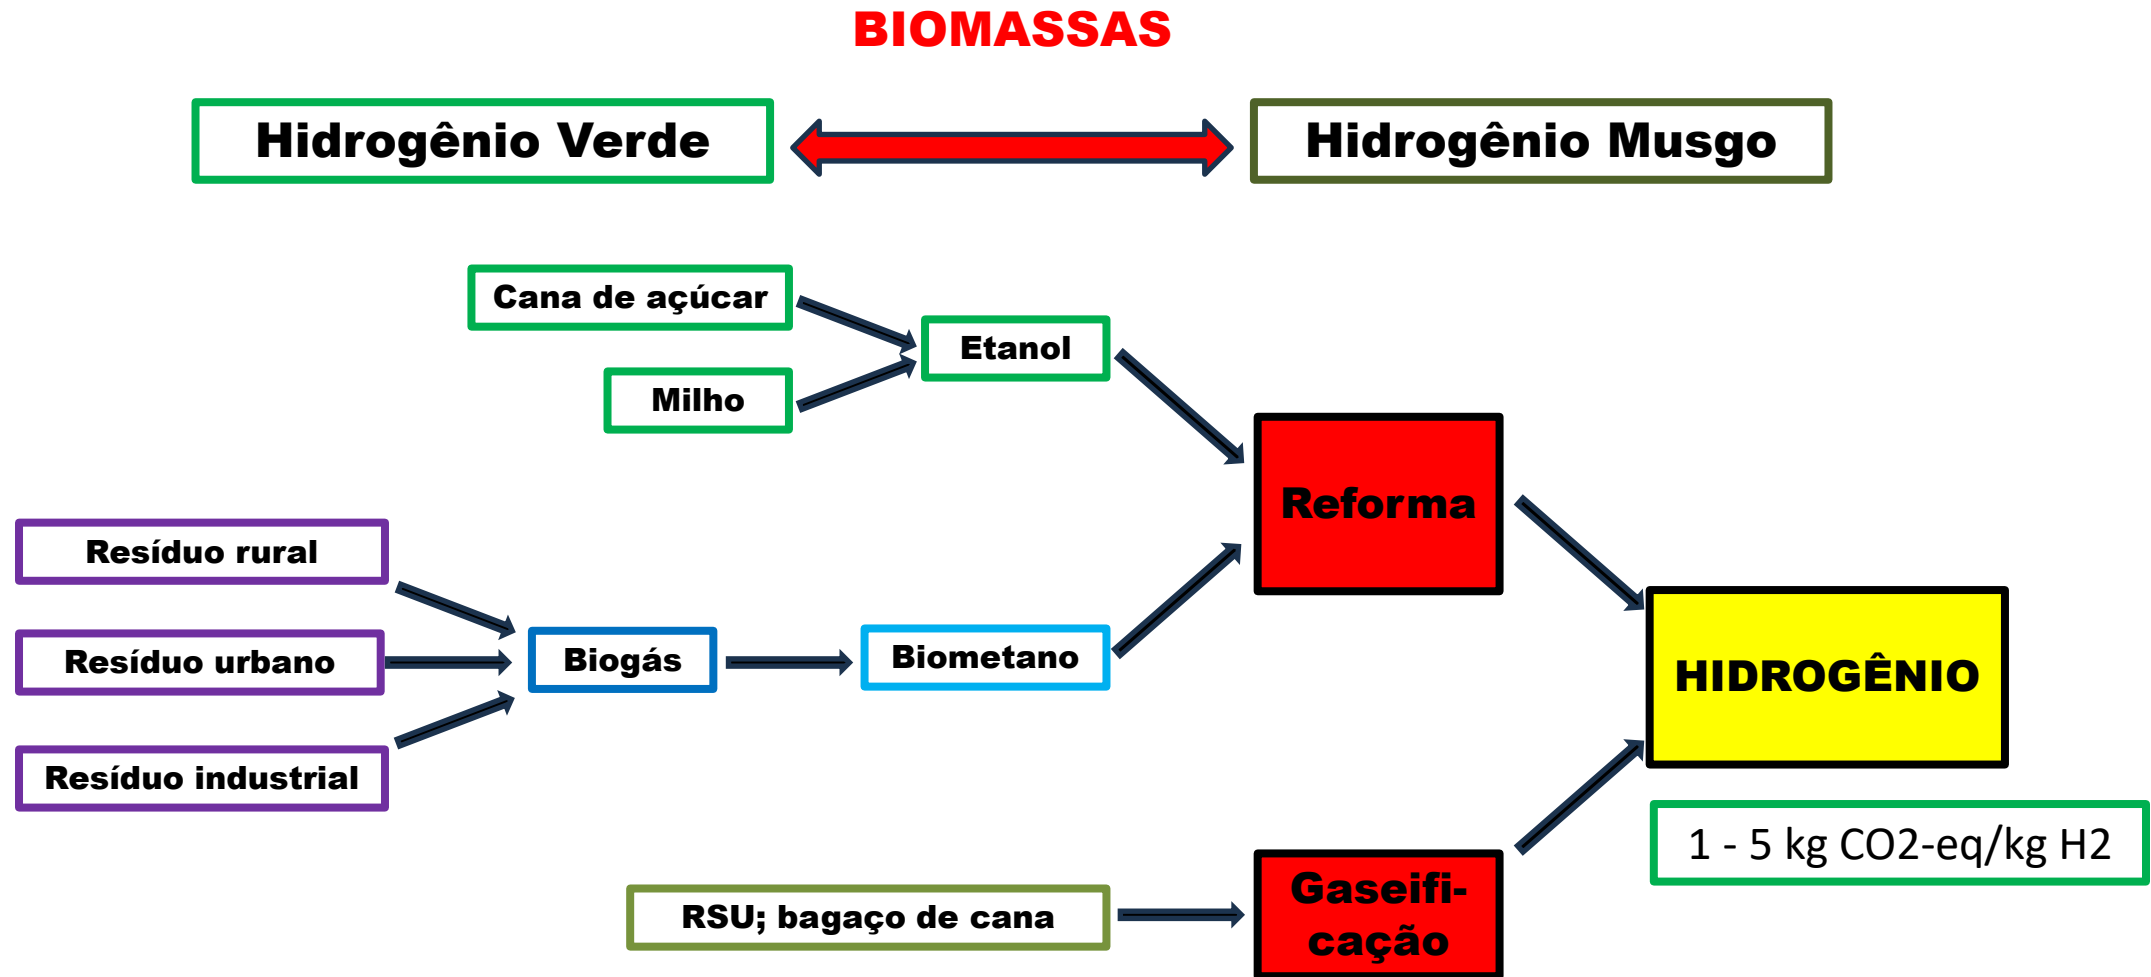 BIOMASSAS
Hidrogênio Verde
Hidrogênio Musgo
Cana de açúcar
Etanol
Milho
Reforma
Resíduo rural
Resíduo urbano
Biogás
Biometano
HIDROGÊNIO
Resíduo industrial
1 - 5 kg CO2-eq/kg H2
RSU; bagaço de cana
Gaseifi-
cação